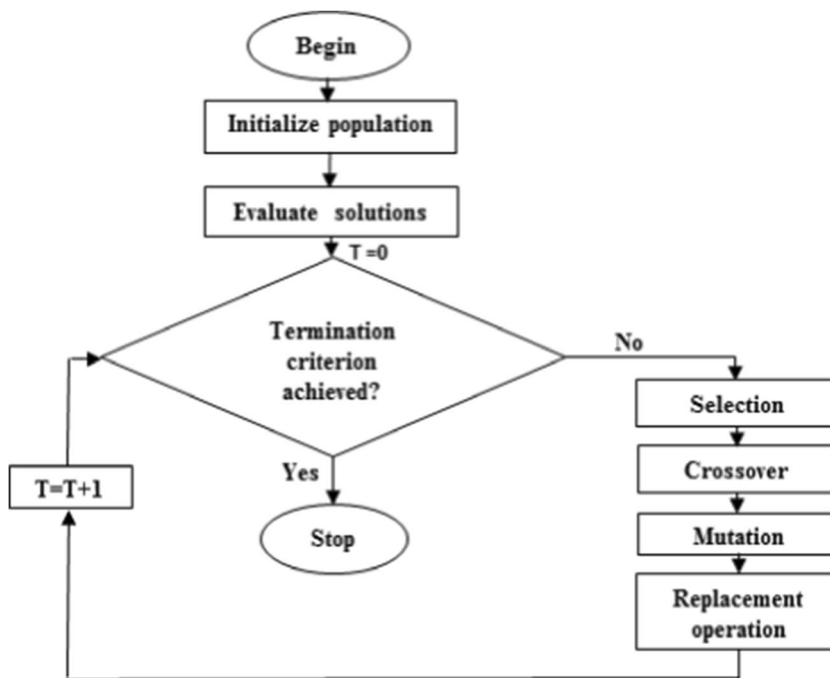 Begin
Initialize population
Evaluate solutions
T =0
Termination
criterion
achieved?
No
Selection
Crossover
Mutation
Replacement
operation
T=T+1
Yes
Stop